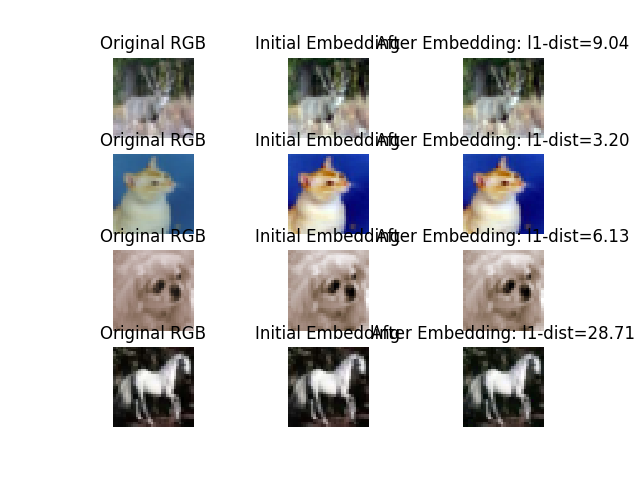 Original RGB Initial Embedding After Embedding: l1-dist=9.04
Original RGB Initial Embedding After Embedding: l1-dist=3.20
Original RGB Initial Embedding After Embedding: l1-dist=6.13
Original RGB Initial Embedding After Embedding: l1-dist=28.71